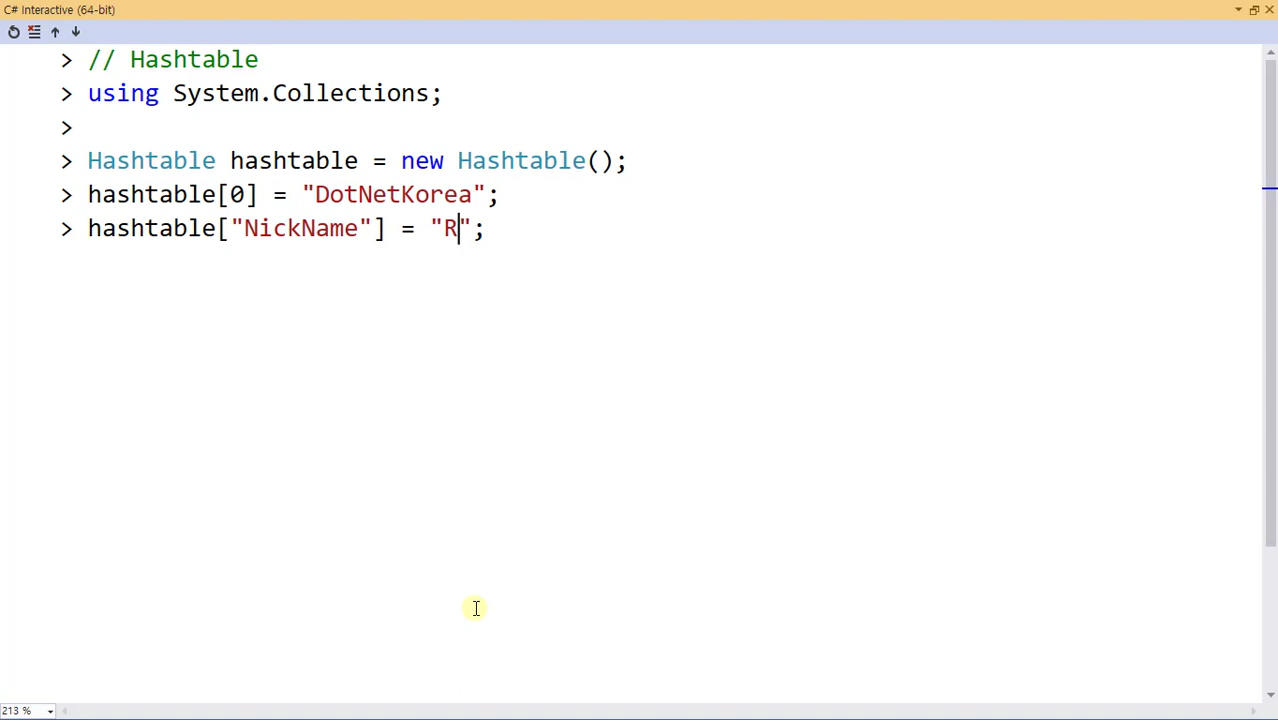 C# Interactive (64-bit)
> // Hashtable
> using System.Collections;
>
> Hashtable hashtable = new Hashtable();
> hashtable[0] = "DotNetKorea";
> hashtable["NickName"] = "R";
213 %